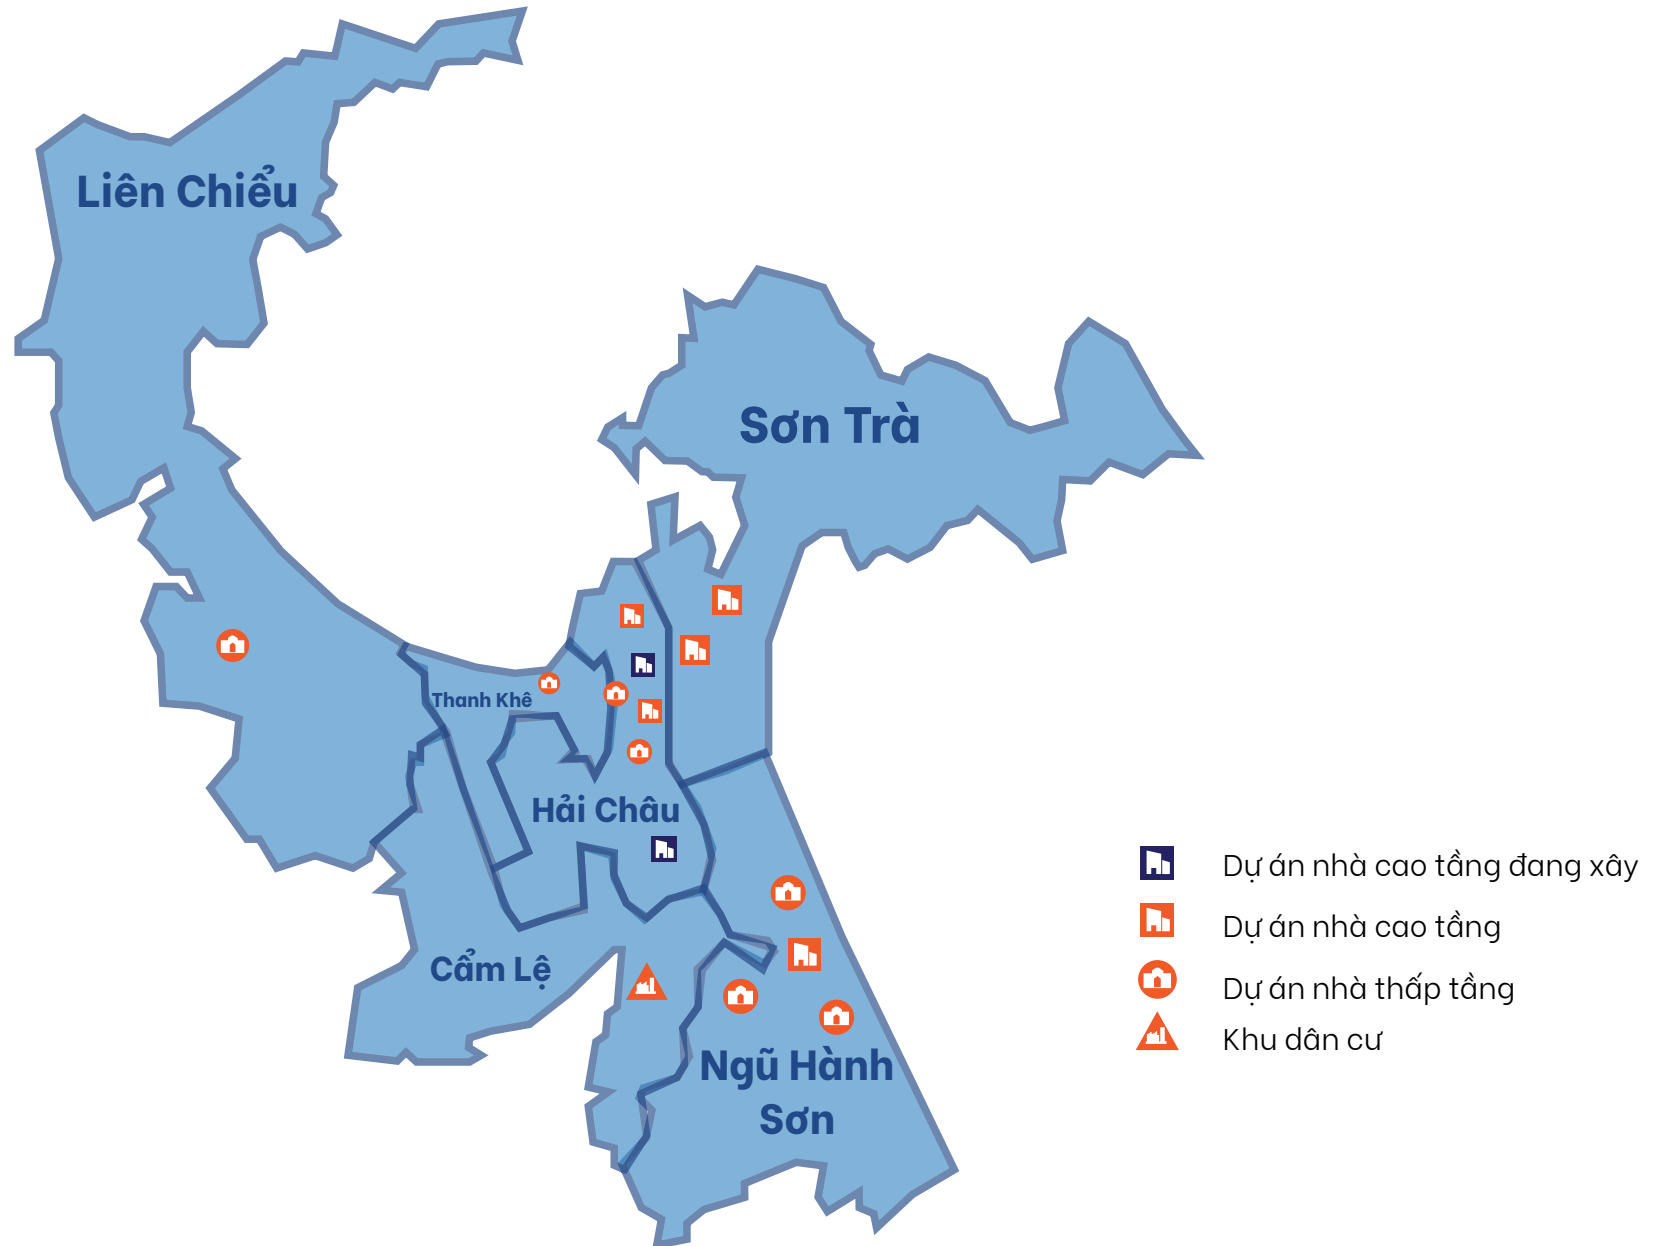 Liên Chiểu
Sơn Trà
Thanh Khê
Hải Châu
Cẩm Lệ
Ngũ Hành
Sơn
Dự án nhà cao tầng đang xây
Dự án nhà cao tầng
Dự án nhà thấp tầng
Khu dân cư